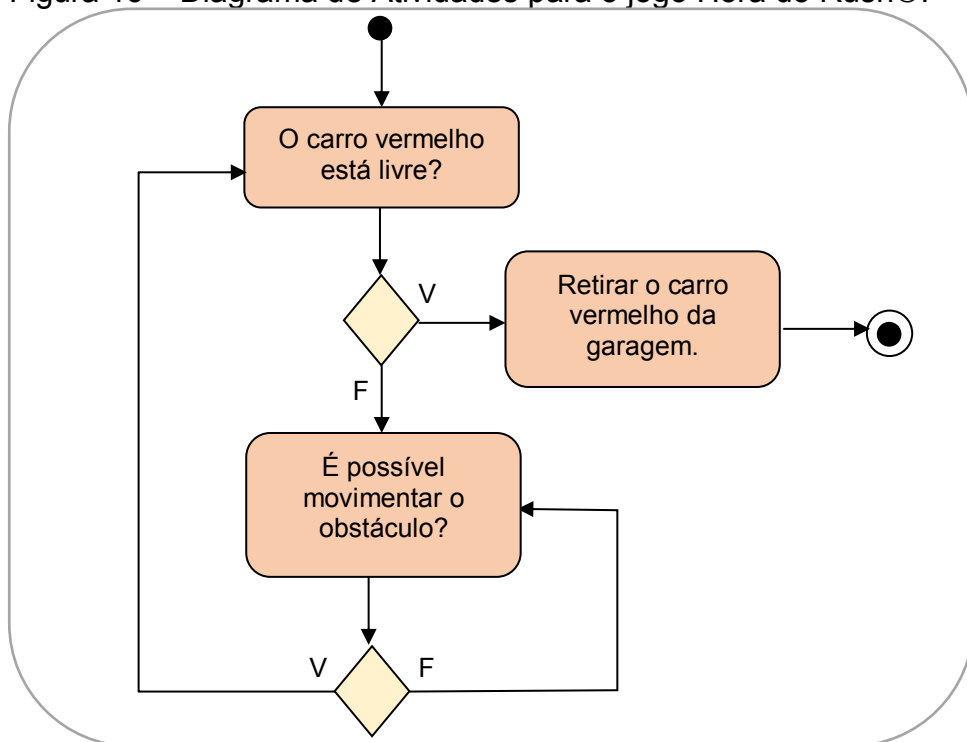 O carro vermelho
está livre?
V
Retirar o carro
vermelho da
garagem.
F
É possível
movimentar o
obstáculo?
V
F